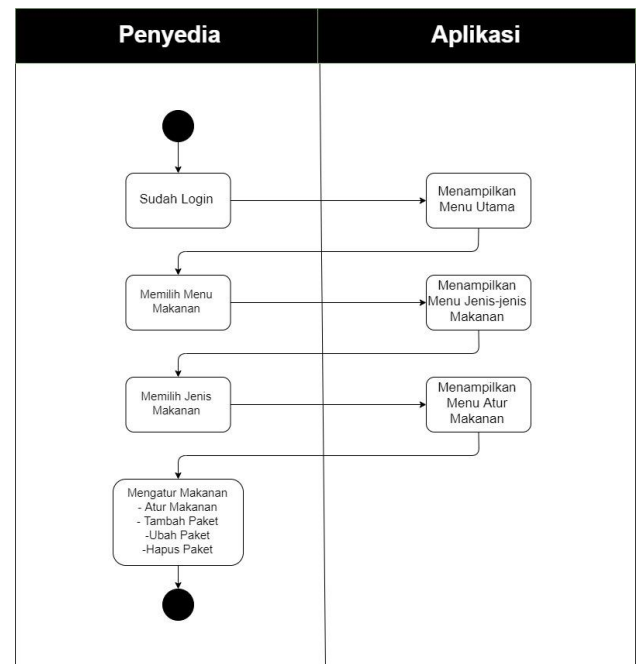 Penyedia
Aplikasi
Sudah Login
Menampilkan
Menu Utama
Memilih Menu
Makanan
Menampilkan
Menu Jenis-jenis
Makanan
Memilih Jenis
Makanan
Menampilkan
Menu Atur
Makanan
Mengatur Makanan
- Atur Makanan
- Tambah Paket
-Ubah Paket
-Hapus Paket